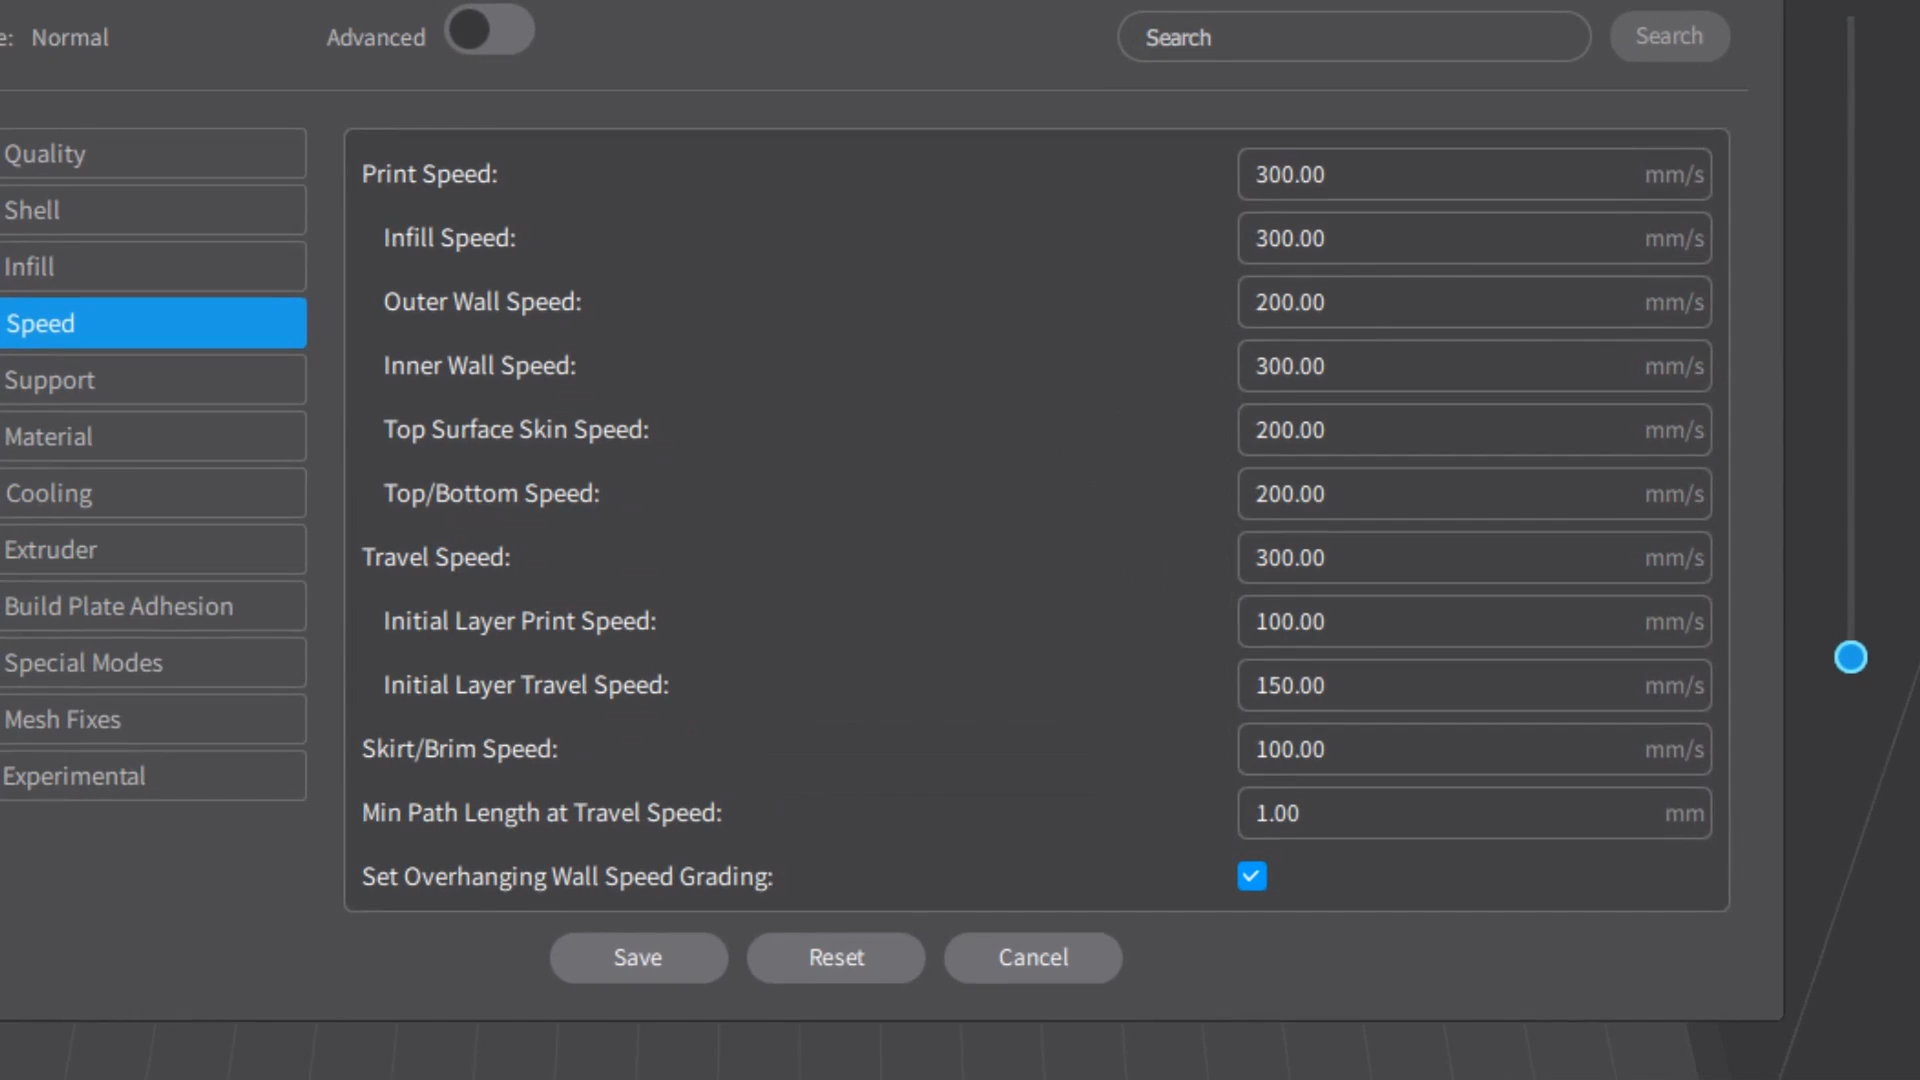 e: Normal Advanced Search Search
Quality
Shell
Infill
Speed
Support
Material
Cooling
Extruder
Build Plate Adhesion
Special Modes
Mesh Fixes
Experimental
Print Speed: 300.00 mm/s
Infill Speed: 300.00 mm/s
Outer Wall Speed: 200.00 mm/s
Inner Wall Speed: 300.00 mm/s
Top Surface Skin Speed: 200.00 mm/s
Top/Bottom Speed: 200.00 mm/s
Travel Speed: 300.00 mm/s
Initial Layer Print Speed: 100.00 mm/s
Initial Layer Travel Speed: 150.00 mm/s
Skirt/Brim Speed: 100.00 mm/s
Min Path Length at Travel Speed: 1.00 mm
Set Overhanging Wall Speed Grading:
Save Reset Cancel